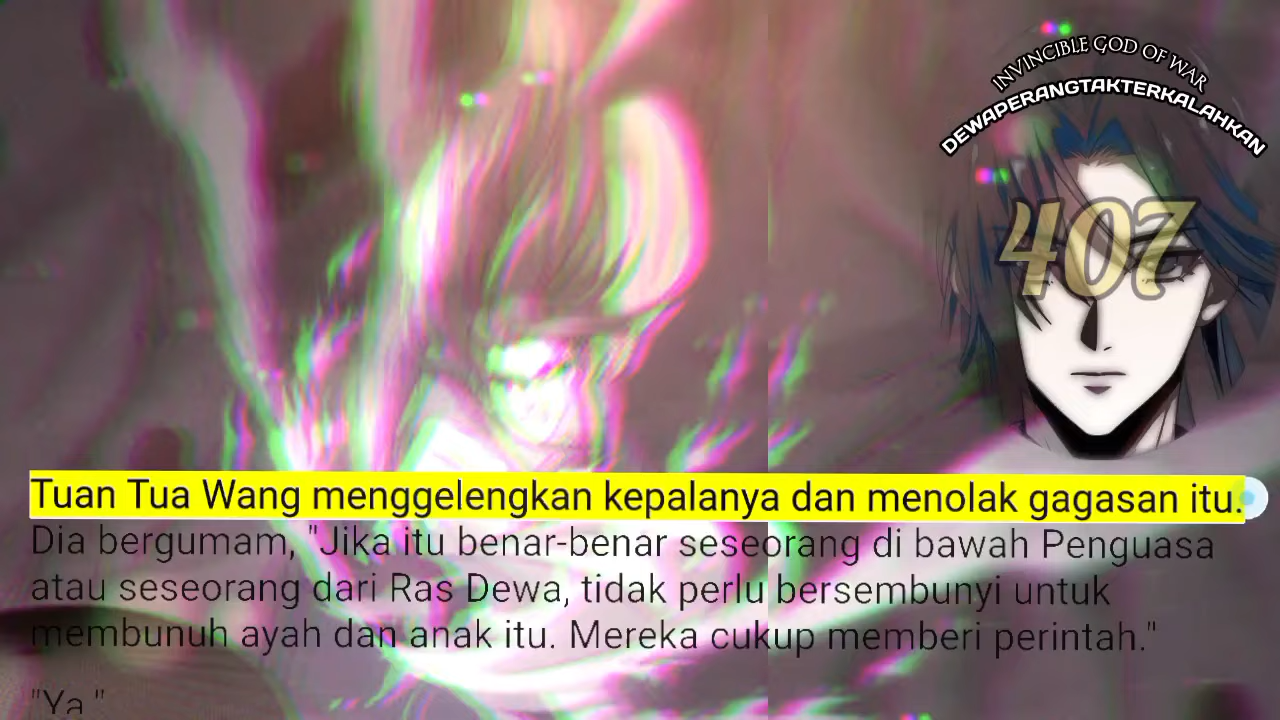 INVINCIBLE GOD OF WAR
DEWAPERANGTAKTERKALAHKAN
407
Tuan Tua Wang menggelengkan kepalanya dan menolak gagasan itu.
Dia bergumam, "Jika itu benar-benar seseorang di bawah Penguasa
atau seseorang dari Ras Dewa, tidak perlu bersembunyi untuk
membunuh ayah dan anak itu. Mereka cukup memberi perintah."
"Ya."